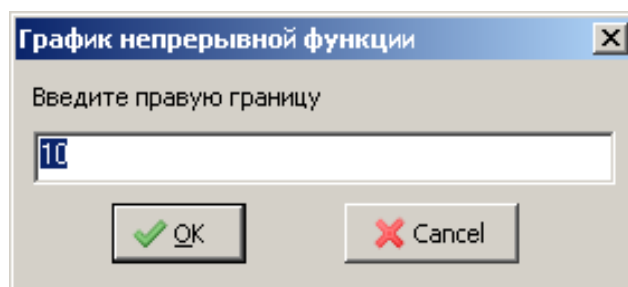 График непрерывной функции
Введите правую границу
10
OK Cancel